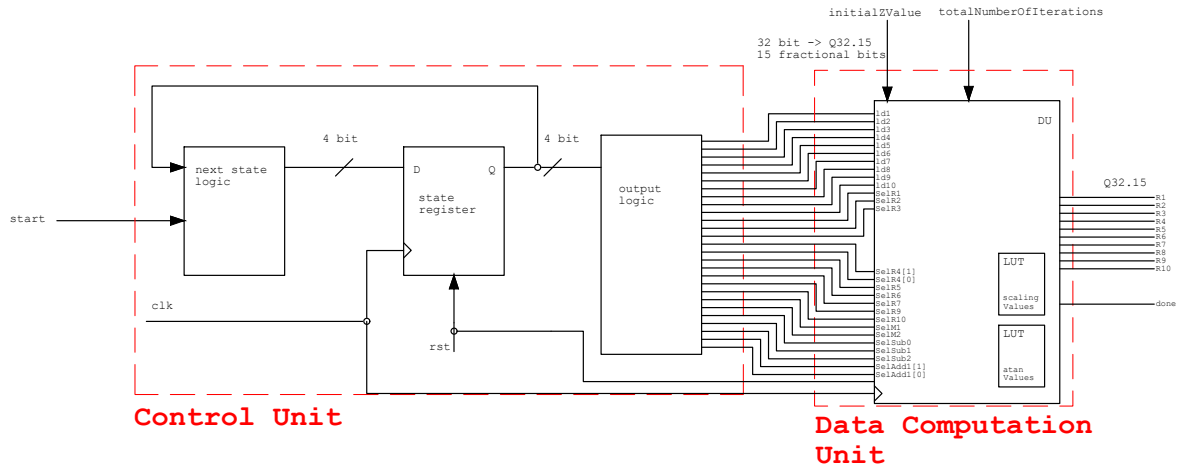 initialZValue
totalNumberOfIterations
32 bit -> Q32.15
15 fractional bits
4 bit
4 bit
next state
logic
D
Q
state
register
output
logic
start
clk
rst
ld1
ld2
ld3
ld4
ld5
ld6
ld7
ld8
ld9
ld10
SelR1
SelR2
SelR3
SelR4[1]
SelR4[0]
SelR5
SelR6
SelR7
SelR9
SelR10
SelM1
SelM2
SelSub0
SelSub1
SelSub2
SelAdd1[1]
SelAdd1[0]
DU
LUT
scaling
Values
LUT
atan
Values
Q32.15
R1
R2
R3
R4
R5
R6
R7
R8
R9
R10
done
Control Unit
Data Computation
Unit